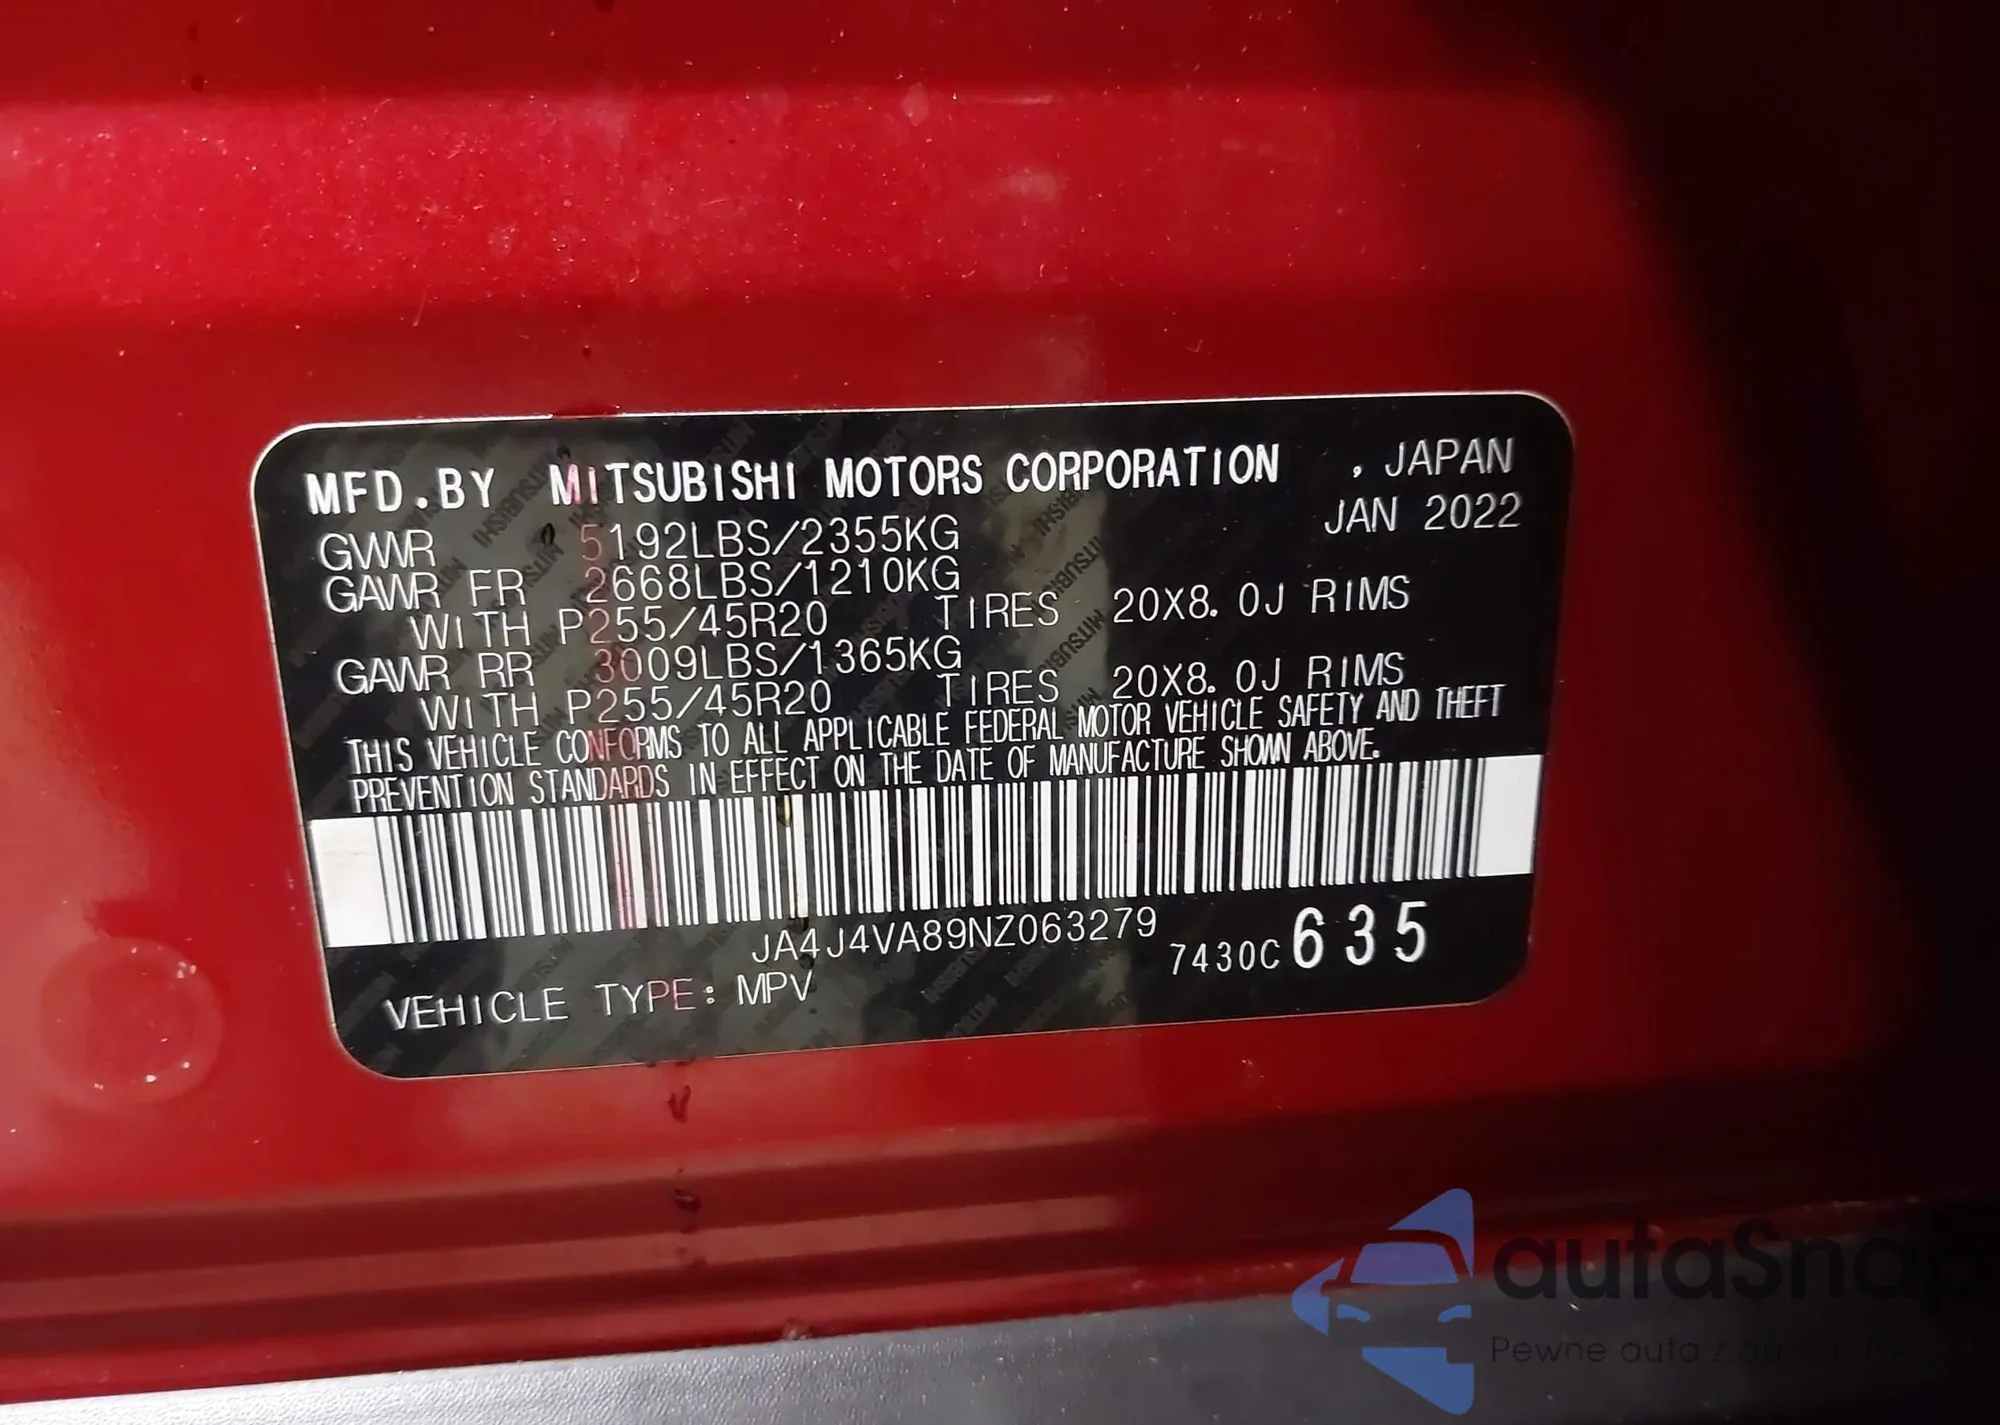 MFD.BY MITSUBISHI MOTORS CORPORATION , JAPAN
JAN 2022
GVWR 5192LBS/2355KG
GAWR FR 2668LBS/1210KG
WITH P255/45R20 TIRES 20X8.0J RIMS
GAWR RR 3009LBS/1365KG
WITH P255/45R20 TIRES 20X8.0J RIMS
THIS VEHICLE CONFORMS TO ALL APPLICABLE FEDERAL MOTOR VEHICLE SAFETY AND THEFT
PREVENTION STANDARDS IN EFFECT ON THE DATE OF MANUFACTURE SHOWN ABOVE.
JA4J4VA89NZ063279
7430C 635
VEHICLE TYPE: MPV
autaSnap
Pewne auto z